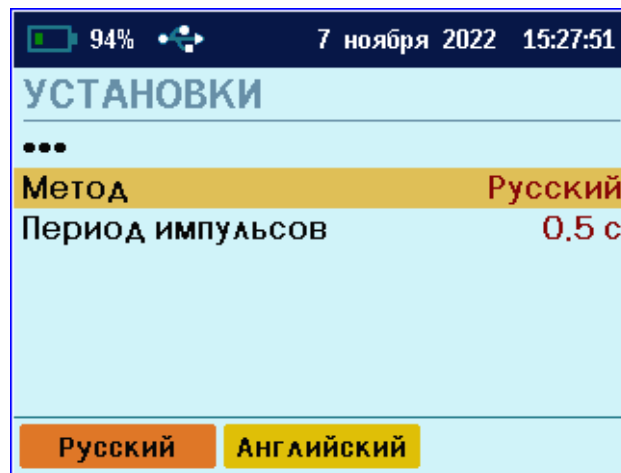 94% 7 ноября 2022 15:27:51
УСТАНОВКИ
•••
Метод Русский
Период импульсов 0.5 с
Русский Английский